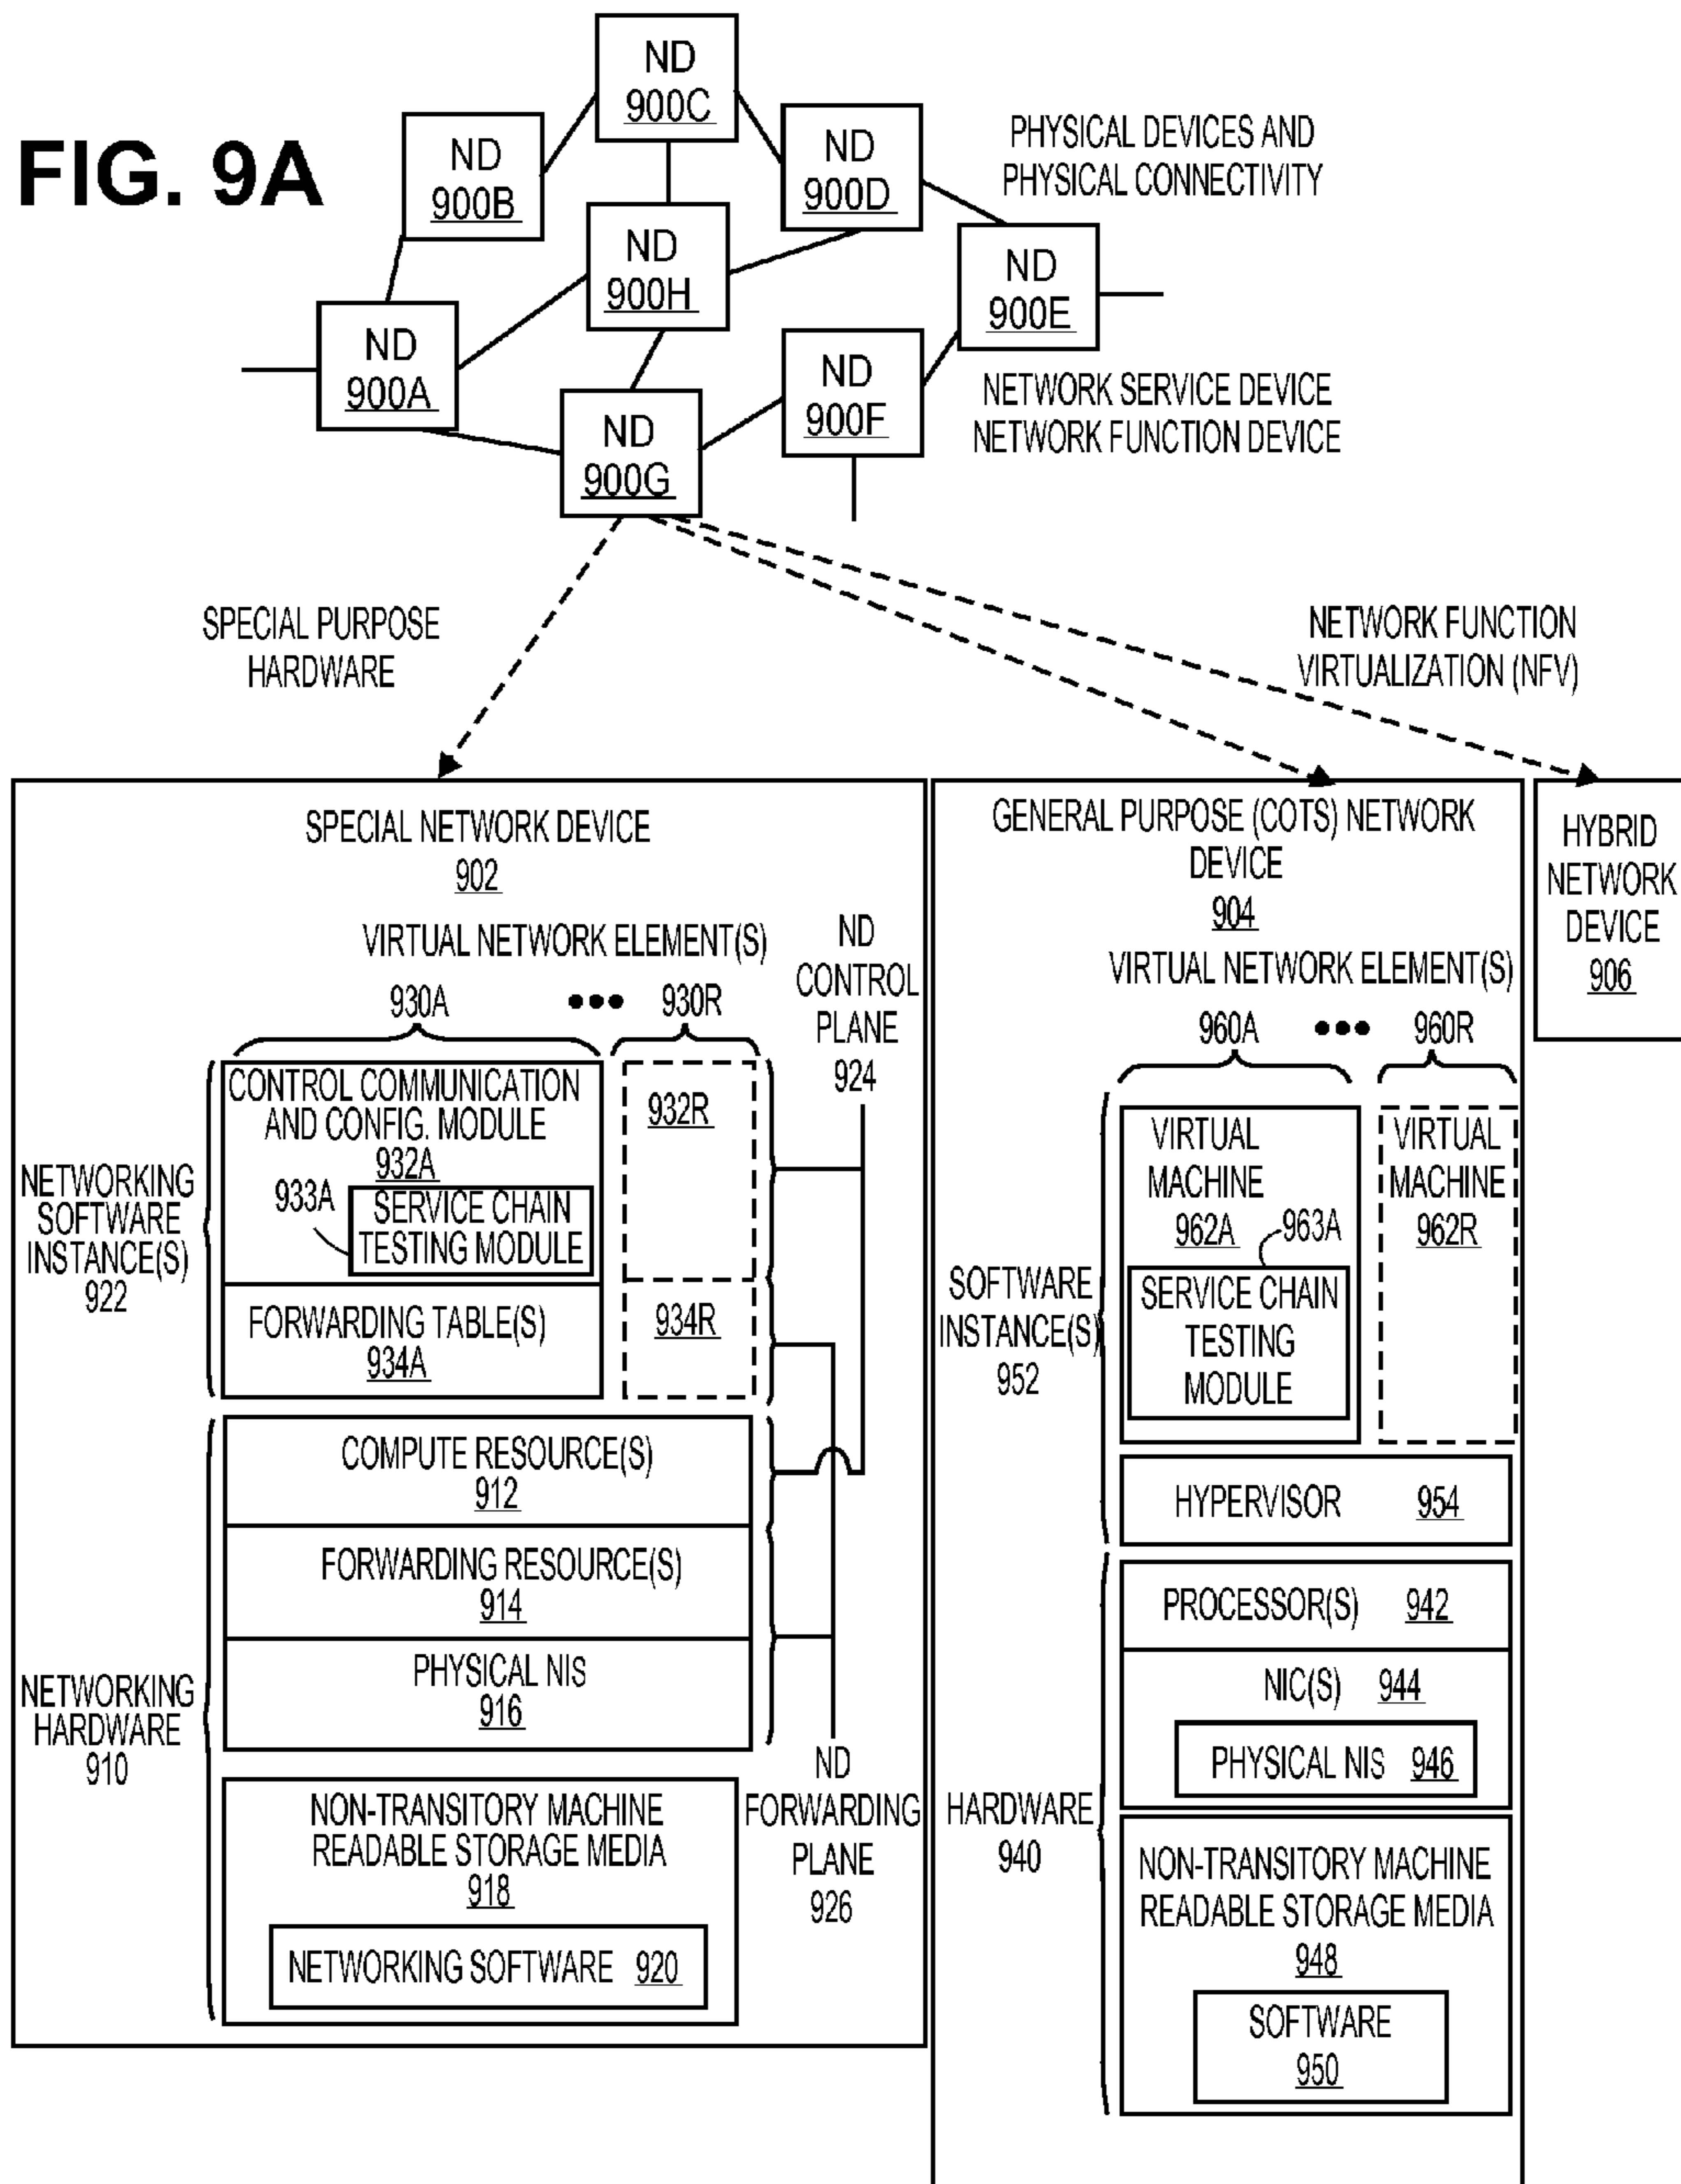 FIG. 9A
ND
900C
ND
900B
ND
900D
PHYSICAL DEVICES AND
PHYSICAL CONNECTIVITY
ND
900H
ND
900E
ND
900A
ND
900F
NETWORK SERVICE DEVICE
NETWORK FUNCTION DEVICE
ND
900G
SPECIAL PURPOSE
HARDWARE
NETWORK FUNCTION
VIRTUALIZATION (NFV)
SPECIAL NETWORK DEVICE
902
VIRTUAL NETWORK ELEMENT(S)
930A
•••
930R
ND
CONTROL
PLANE
924
NETWORKING
SOFTWARE
INSTANCE(S)
922
CONTROL COMMUNICATION
AND CONFIG. MODULE
932A
933A
SERVICE CHAIN
TESTING MODULE
932R
FORWARDING TABLE(S)
934A
934R
NETWORKING
HARDWARE
910
COMPUTE RESOURCE(S)
912
FORWARDING RESOURCE(S)
914
PHYSICAL NIS
916
ND
FORWARDING
PLANE
926
NON-TRANSITORY MACHINE
READABLE STORAGE MEDIA
918
NETWORKING SOFTWARE 920
GENERAL PURPOSE (COTS) NETWORK
DEVICE
904
VIRTUAL NETWORK ELEMENT(S)
960A
•••
960R
SOFTWARE
INSTANCE(S)
952
VIRTUAL
MACHINE
962A
963A
SERVICE CHAIN
TESTING
MODULE
VIRTUAL
MACHINE
962R
HYPERVISOR 954
HARDWARE
940
PROCESSOR(S) 942
NIC(S) 944
PHYSICAL NIS 946
NON-TRANSITORY MACHINE
READABLE STORAGE MEDIA
948
SOFTWARE
950
HYBRID
NETWORK
DEVICE
906